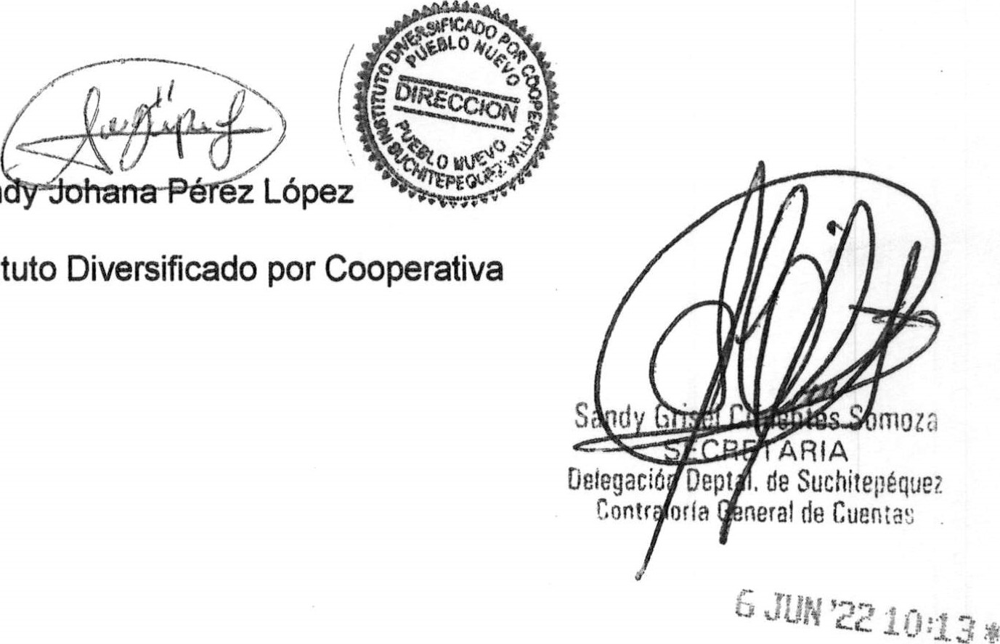 INSTITUTO DIVERSIFICADO POR COOPERATIVA
PUEBLO NUEVO
DIRECCION
PUEBLO NUEVO
SUCHITEPEQUEZ
ndy Johana Pérez López
tuto Diversificado por Cooperativa
Sandy Grisel Cifuentes Somoza
SECRETARIA
Delegación Deptal. de Suchitepéquez
Contraloría General de Cuentas
6 JUN '22 10:13 *